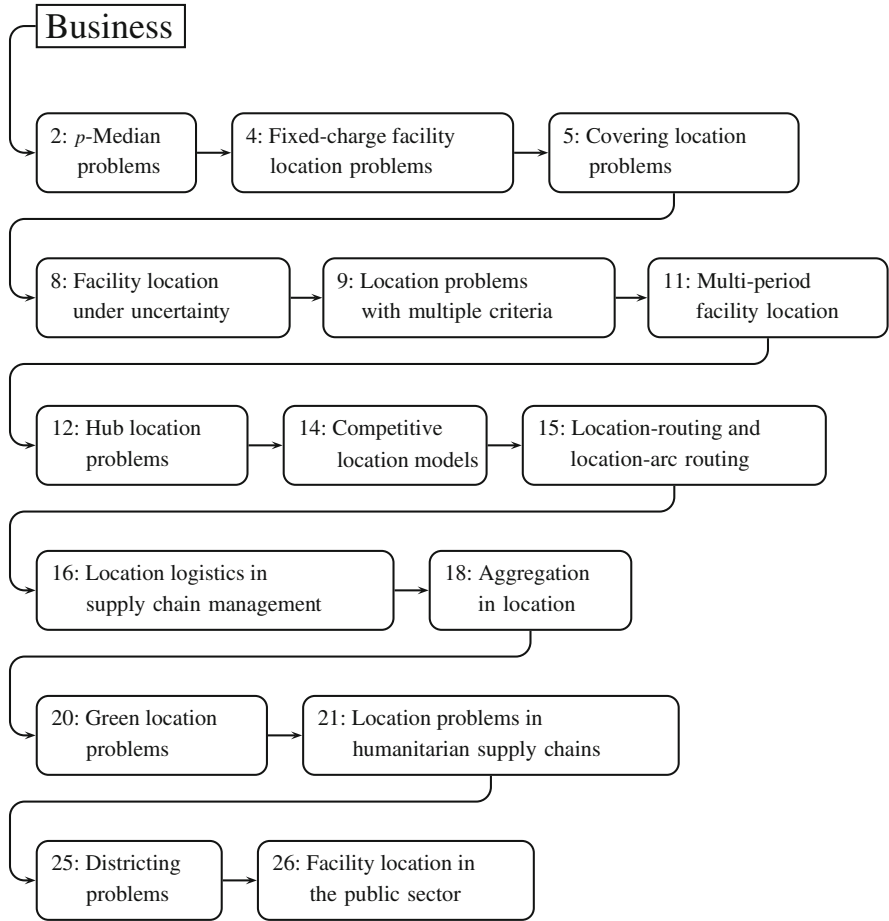 Business
2: p-Median
problems
4: Fixed-charge facility
location problems
5: Covering location
problems
8: Facility location
under uncertainty
9: Location problems
with multiple criteria
11: Multi-period
facility location
12: Hub location
problems
14: Competitive
location models
15: Location-routing and
location-arc routing
16: Location logistics in
supply chain management
18: Aggregation
in location
20: Green location
problems
21: Location problems in
humanitarian supply chains
25: Districting
problems
26: Facility location in
the public sector